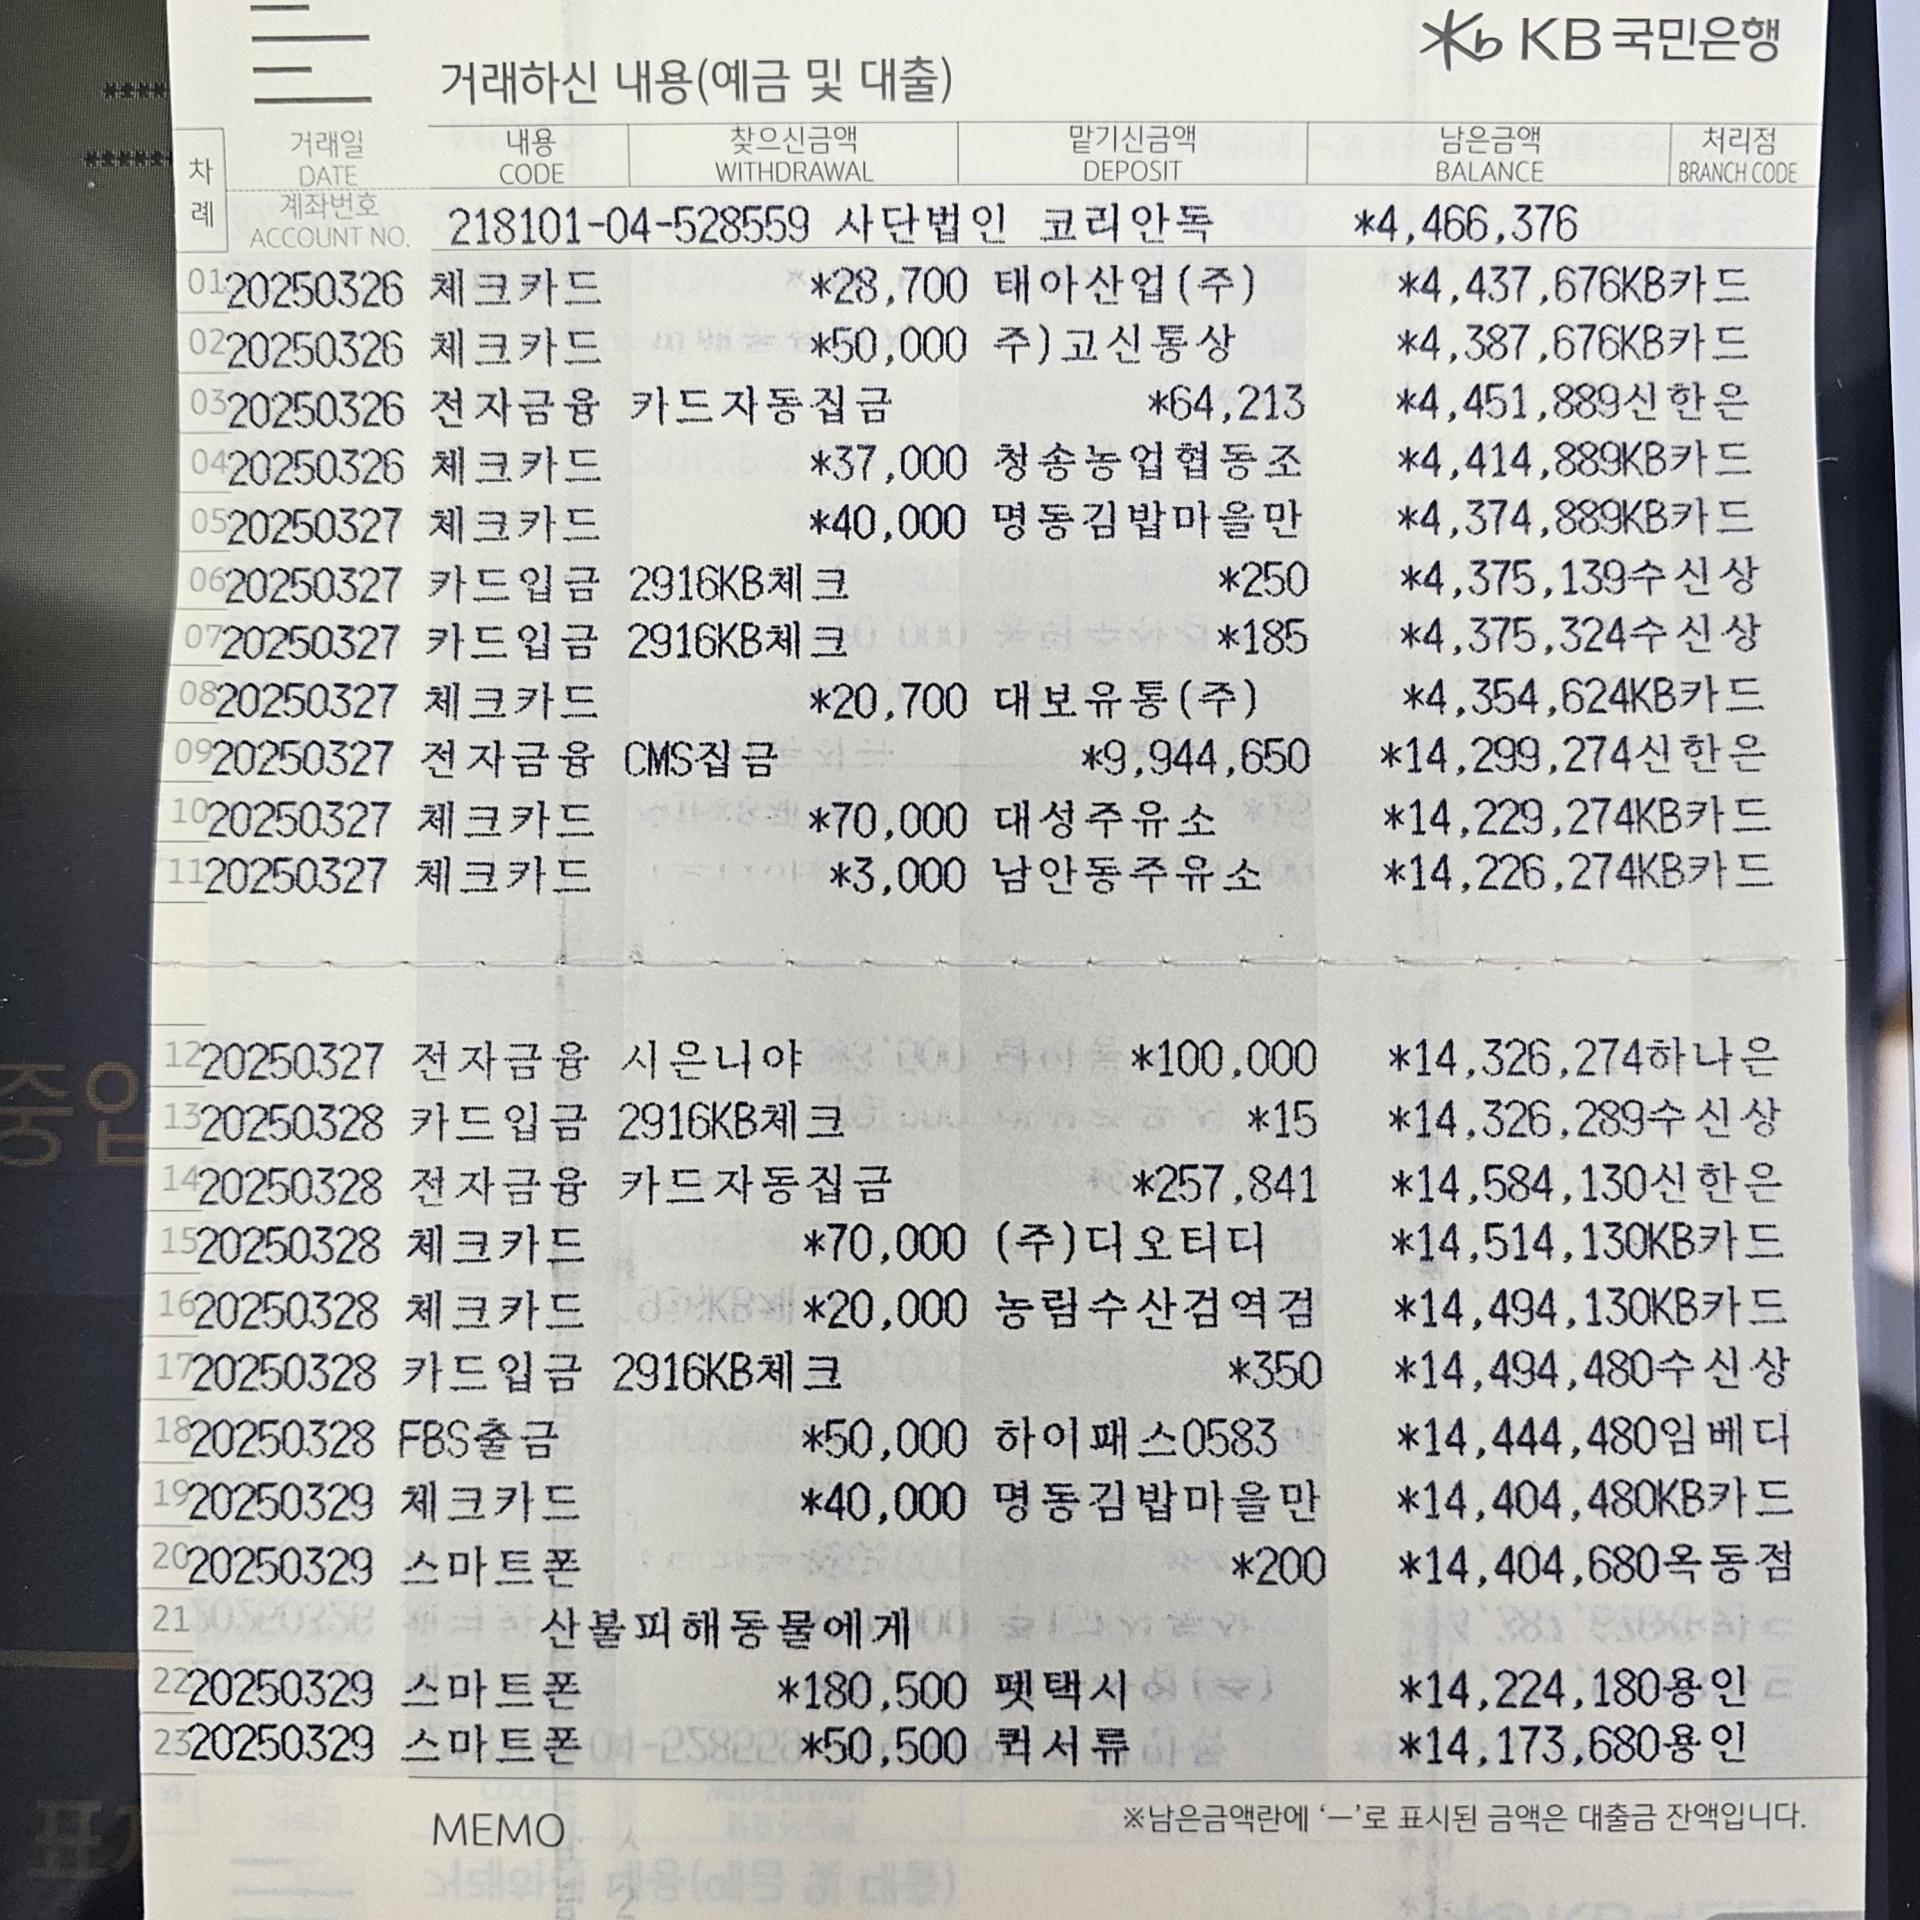 KB 국민은행
거래하신 내용(예금 및 대출)
차례 거래일 DATE 내용 CODE 찾으신금액 WITHDRAWAL 맡기신금액 DEPOSIT 남은금액 BALANCE 처리점 BRANCH CODE
계좌번호 ACCOUNT NO. 218101-04-528559 사단법인 코리안독 *4,466,376
01 20250326 체크카드 *28,700 태아산업(주) *4,437,676KB카드
02 20250326 체크카드 *50,000 주)고신통상 *4,387,676KB카드
03 20250326 전자금융 카드자동집금 *64,213 *4,451,889신한은
04 20250326 체크카드 *37,000 청송농업협동조 *4,414,889KB카드
05 20250327 체크카드 *40,000 명동김밥마을만 *4,374,889KB카드
06 20250327 카드입금 2916KB체크 *250 *4,375,139수신상
07 20250327 카드입금 2916KB체크 *185 *4,375,324수신상
08 20250327 체크카드 *20,700 대보유통(주) *4,354,624KB카드
09 20250327 전자금융 CMS집금 *9,944,650 *14,299,274신한은
10 20250327 체크카드 *70,000 대성주유소 *14,229,274KB카드
11 20250327 체크카드 *3,000 남안동주유소 *14,226,274KB카드
12 20250327 전자금융 시은니야 *100,000 *14,326,274하나은
13 20250328 카드입금 2916KB체크 *15 *14,326,289수신상
14 20250328 전자금융 카드자동집금 *257,841 *14,584,130신한은
15 20250328 체크카드 *70,000 (주)디오티디 *14,514,130KB카드
16 20250328 체크카드 *20,000 농림수산검역검 *14,494,130KB카드
17 20250328 카드입금 2916KB체크 *350 *14,494,480수신상
18 20250328 FBS출금 *50,000 하이패스0583 *14,444,480임베디
19 20250329 체크카드 *40,000 명동김밥마을만 *14,404,480KB카드
20 20250329 스마트폰 *200 *14,404,680옥동점
21 산불피해동물에게
22 20250329 스마트폰 *180,500 펫택시 *14,224,180용인
23 20250329 스마트폰 *50,500 퀵서류 *14,173,680용인
MEMO ※남은금액란에 '-'로 표시된 금액은 대출금 잔액입니다.